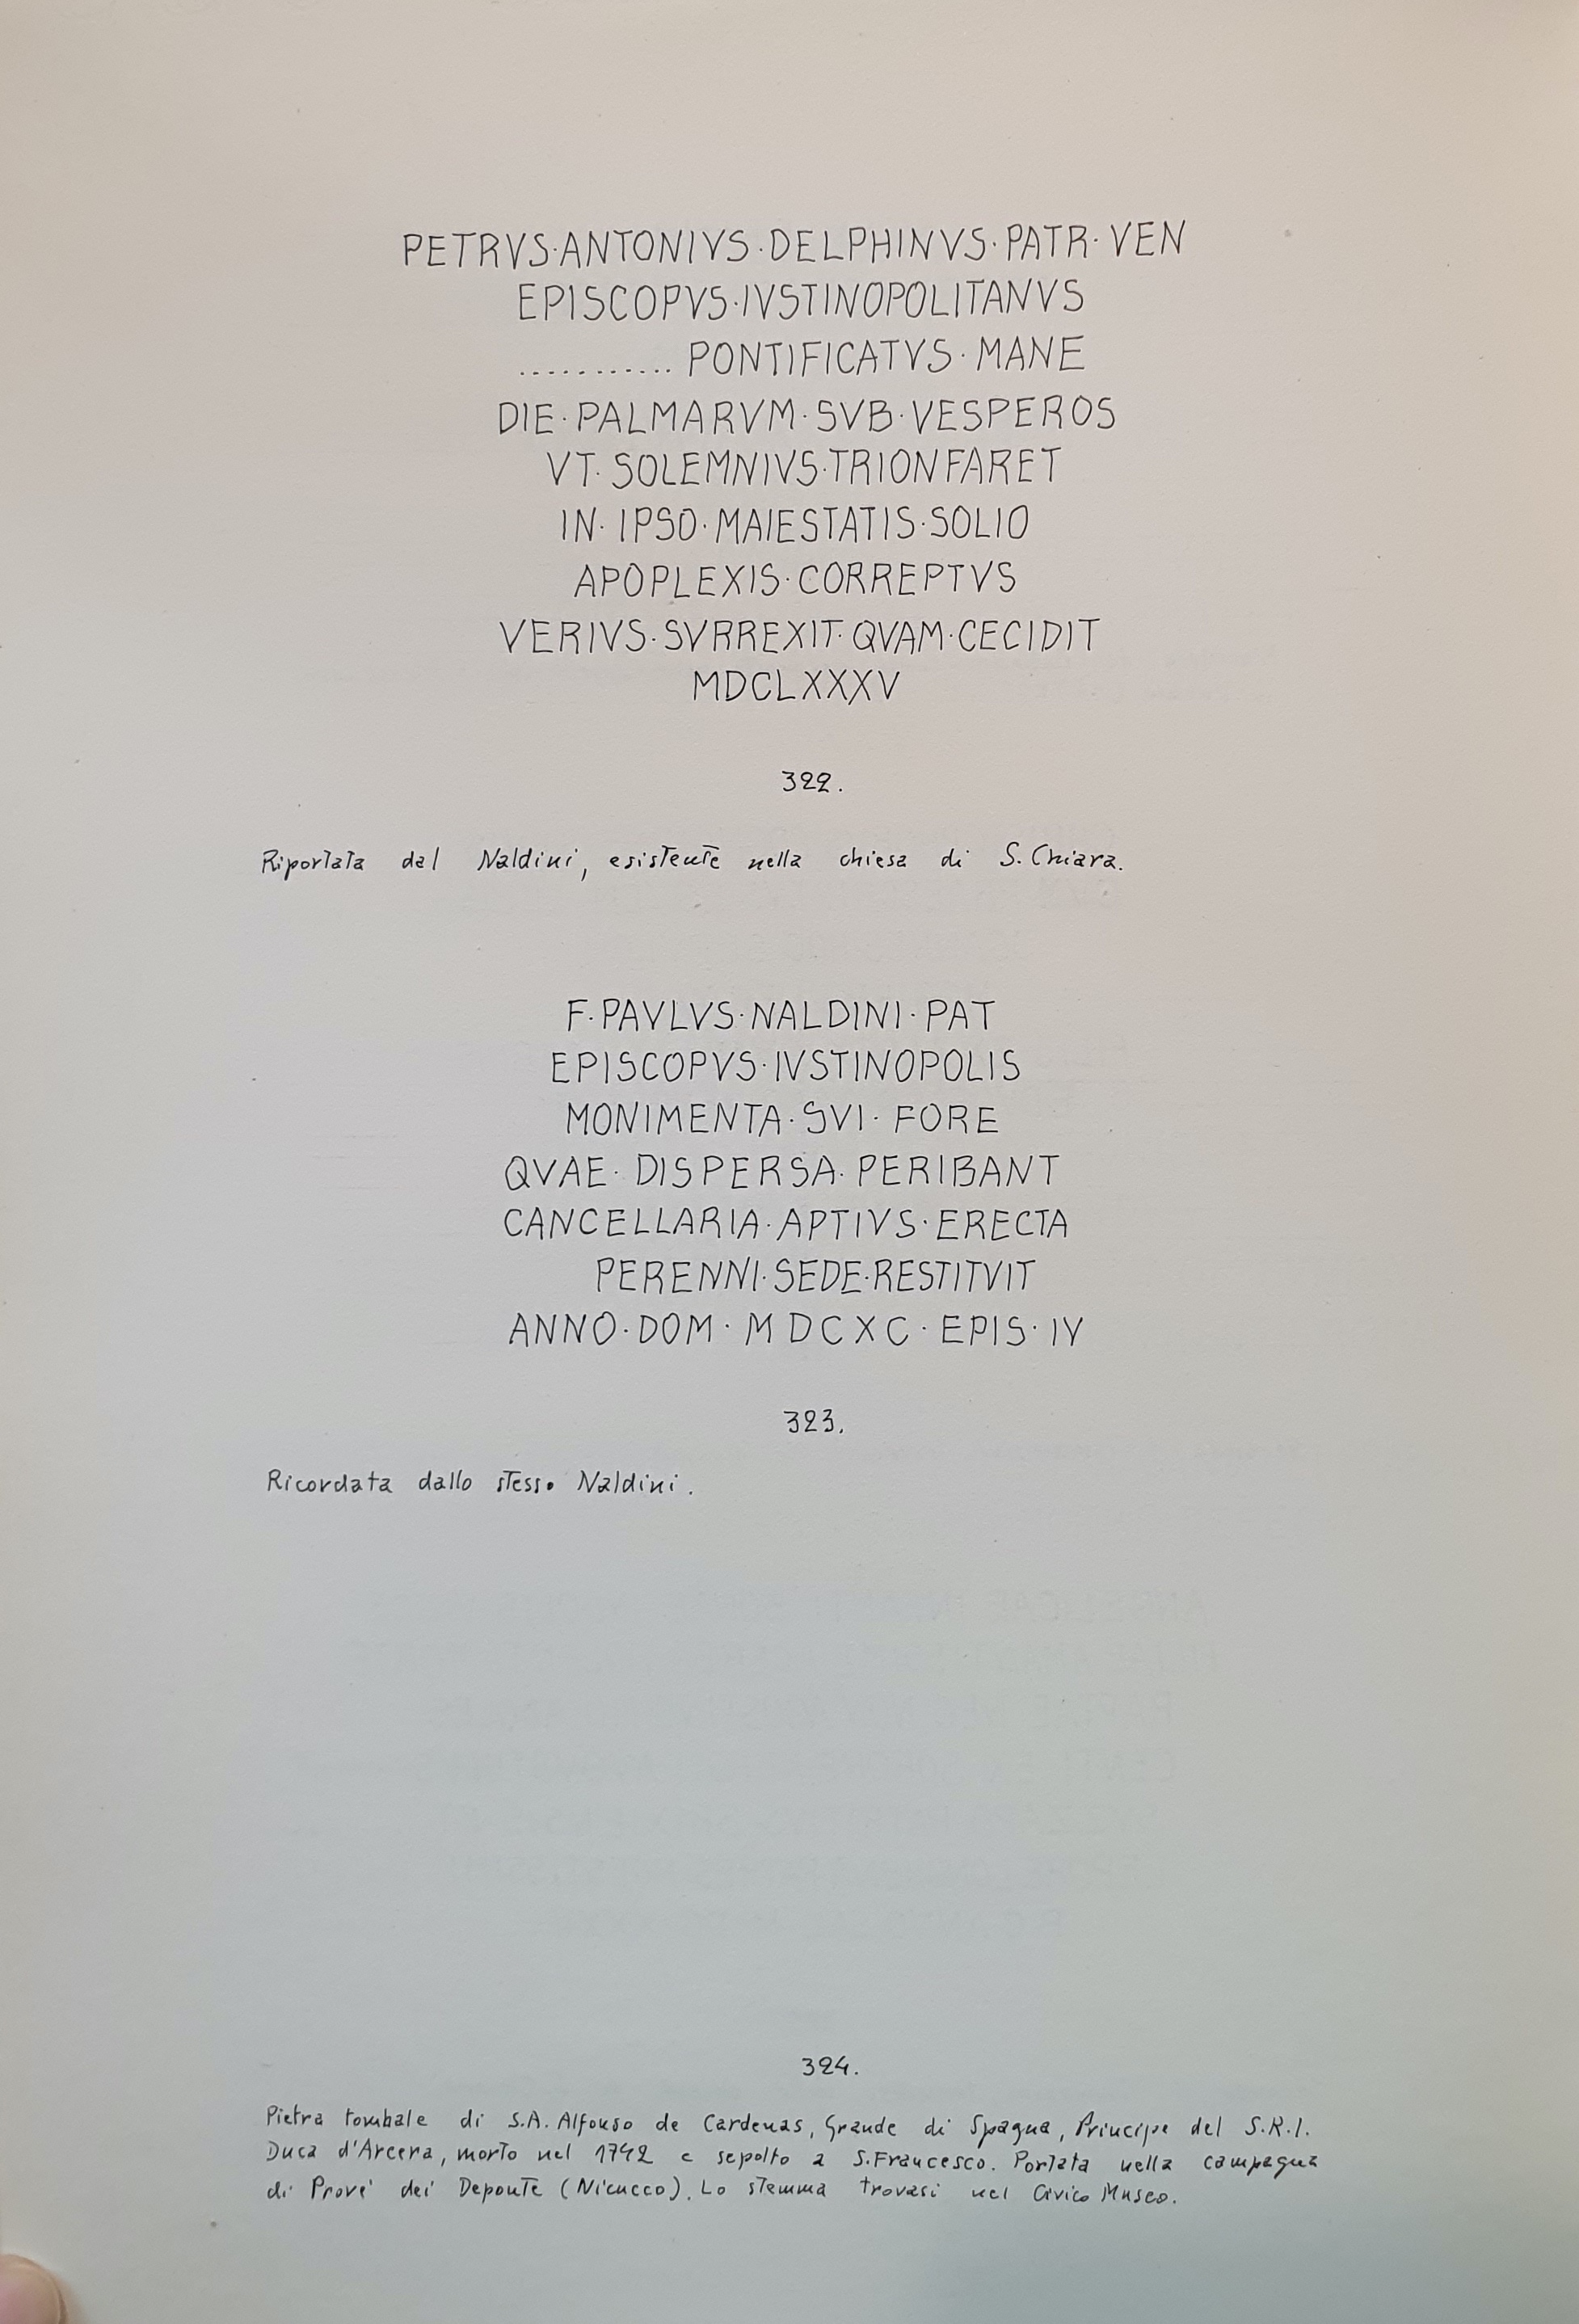 PETRVS·ANTONIVS·DELPHINVS·PATR·VEN
EPISCOPVS·IVSTINOPOLITANVS
........... PONTIFICATVS·MANE
DIE·PALMARVM·SVB·VESPEROS
VT·SOLEMNIVS·TRIONFARET
IN·IPSO·MAIESTATIS·SOLIO
APOPLEXIS·CORREPTVS
VERIVS·SVRREXIT·QVAM·CECIDIT
MDCLXXXV
322.
Riportata dal Naldini, esistente nella chiesa di S. Chiara.
F·PAVLVS·NALDINI·PAT
EPISCOPVS·IVSTINOPOLIS
MONIMENTA·SVI·FORE
QVAE·DISPERSA·PERIBANT
CANCELLARIA·APTIVS·ERECTA
PERENNI·SEDE·RESTITVIT
ANNO·DOM·MDCXC·EPIS·IV
323.
Ricordata dallo stesso Naldini.
324.
Pietra tombale di S.A. Alfonso de Cardenas, Grande di Spagna, Principe del S.R.I.
Duca d'Arcera, morto nel 1742 e sepolto a S. Francesco. Portata nella campagna
di Provè dei Deponte (Nicucco). Lo stemma trovasi nel Civico Museo.